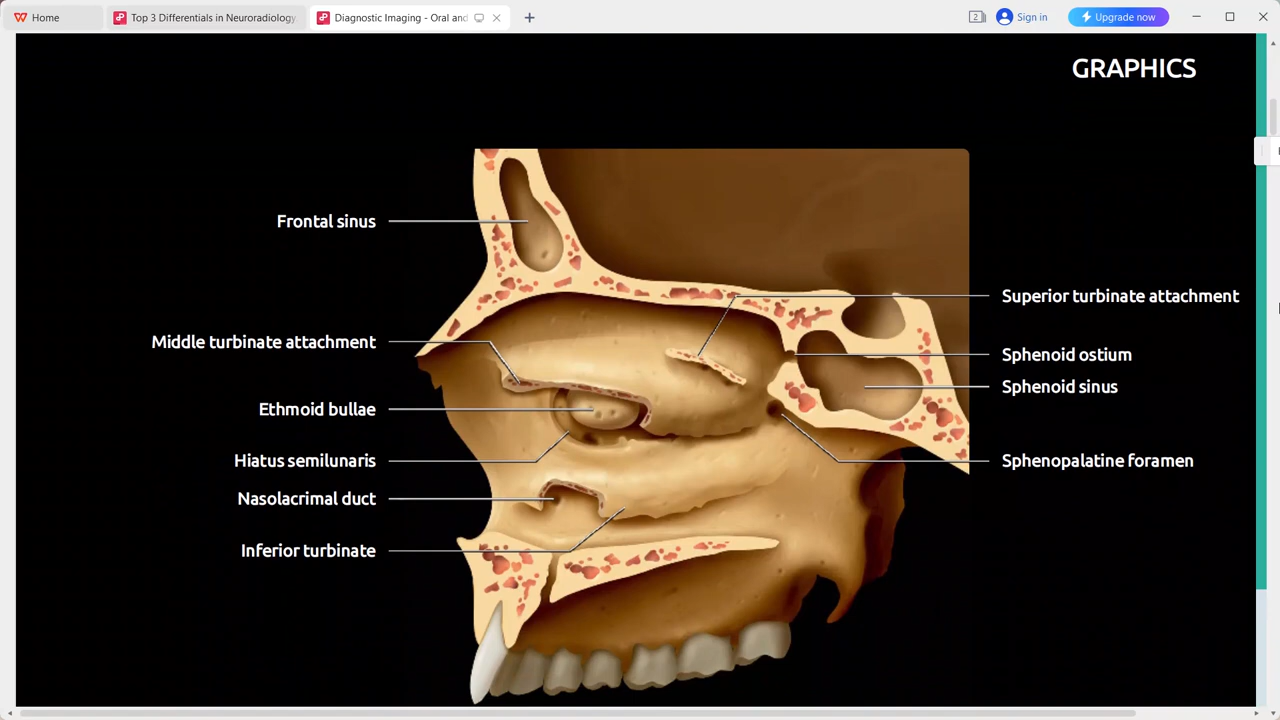 Home
Top 3 Differentials in Neuroradiology.
Diagnostic Imaging - Oral and
2
Sign in
Upgrade now
GRAPHICS
Frontal sinus
Superior turbinate attachment
Middle turbinate attachment
Sphenoid ostium
Sphenoid sinus
Ethmoid bullae
Hiatus semilunaris
Sphenopalatine foramen
Nasolacrimal duct
Inferior turbinate